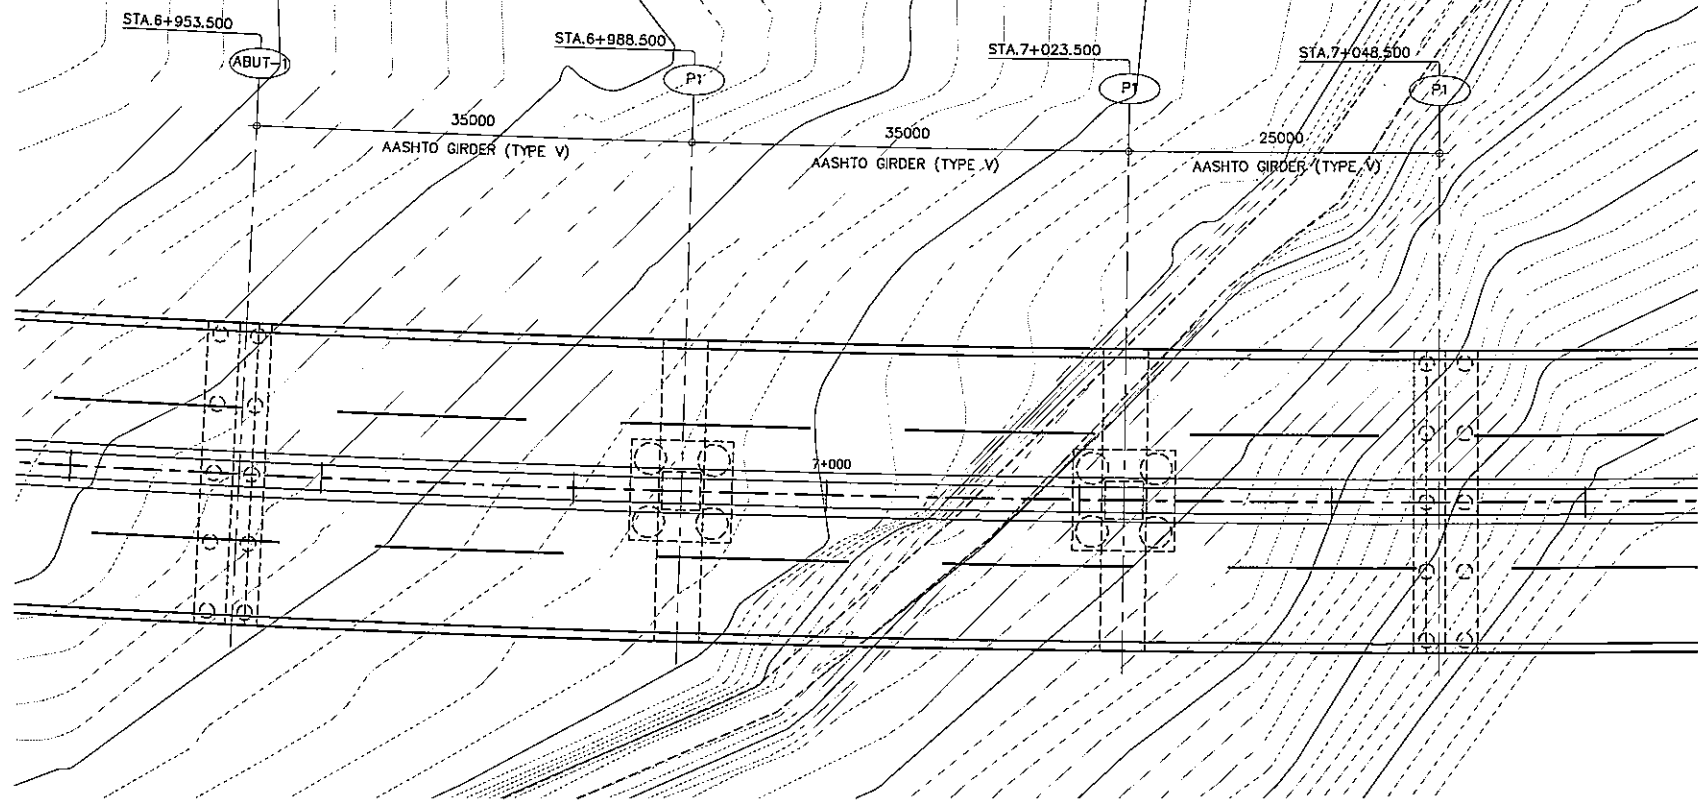 STA.6+953.500
ABUT-1
STA.6+988.500
P1
STA.7+023.500
P1
STA.7+048.500
P1
35000
AASHTO GIRDER (TYPE V)
35000
AASHTO GIRDER (TYPE V)
25000
AASHTO GIRDER (TYPE V)
7+000